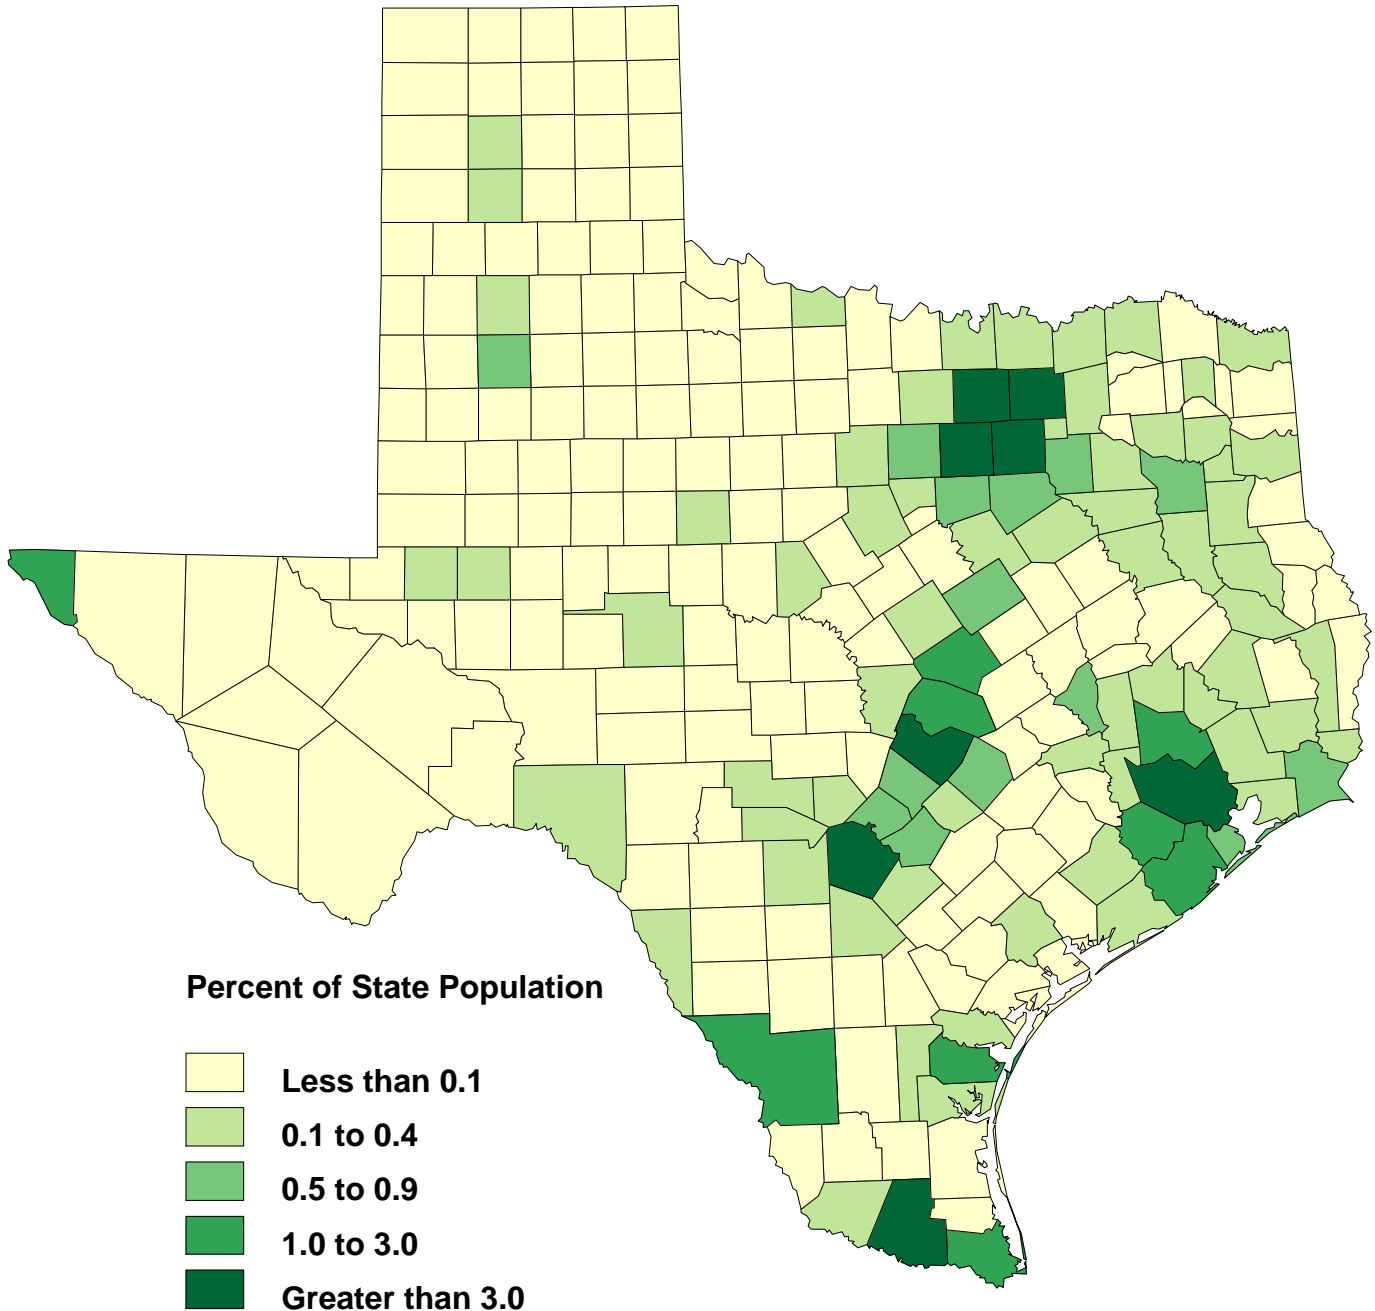 Percent of State Population
Less than 0.1
0.1 to 0.4
0.5 to 0.9
1.0 to 3.0
Greater than 3.0